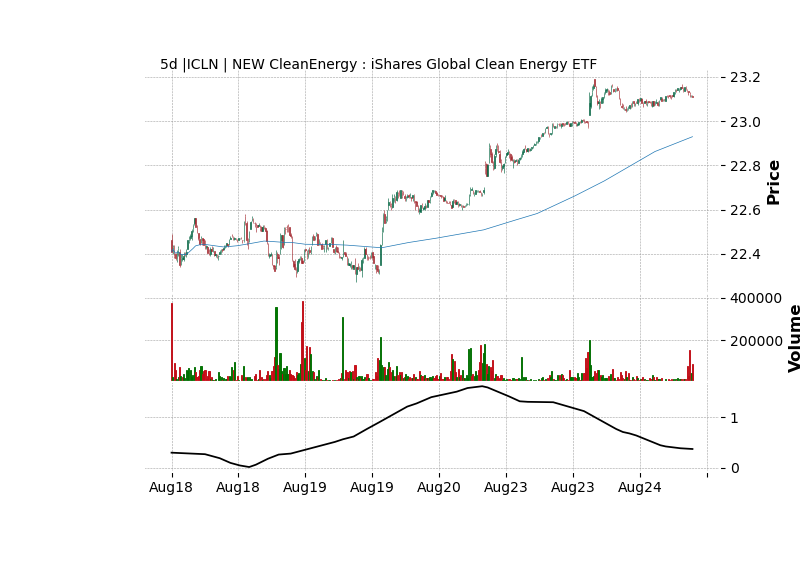 5d |ICLN | NEW CleanEnergy : iShares Global Clean Energy ETF
23.2
23.0
22.8
22.6
22.4
Price
400000
200000
Volume
1
0
Aug18 Aug18 Aug19 Aug19 Aug20 Aug23 Aug23 Aug24